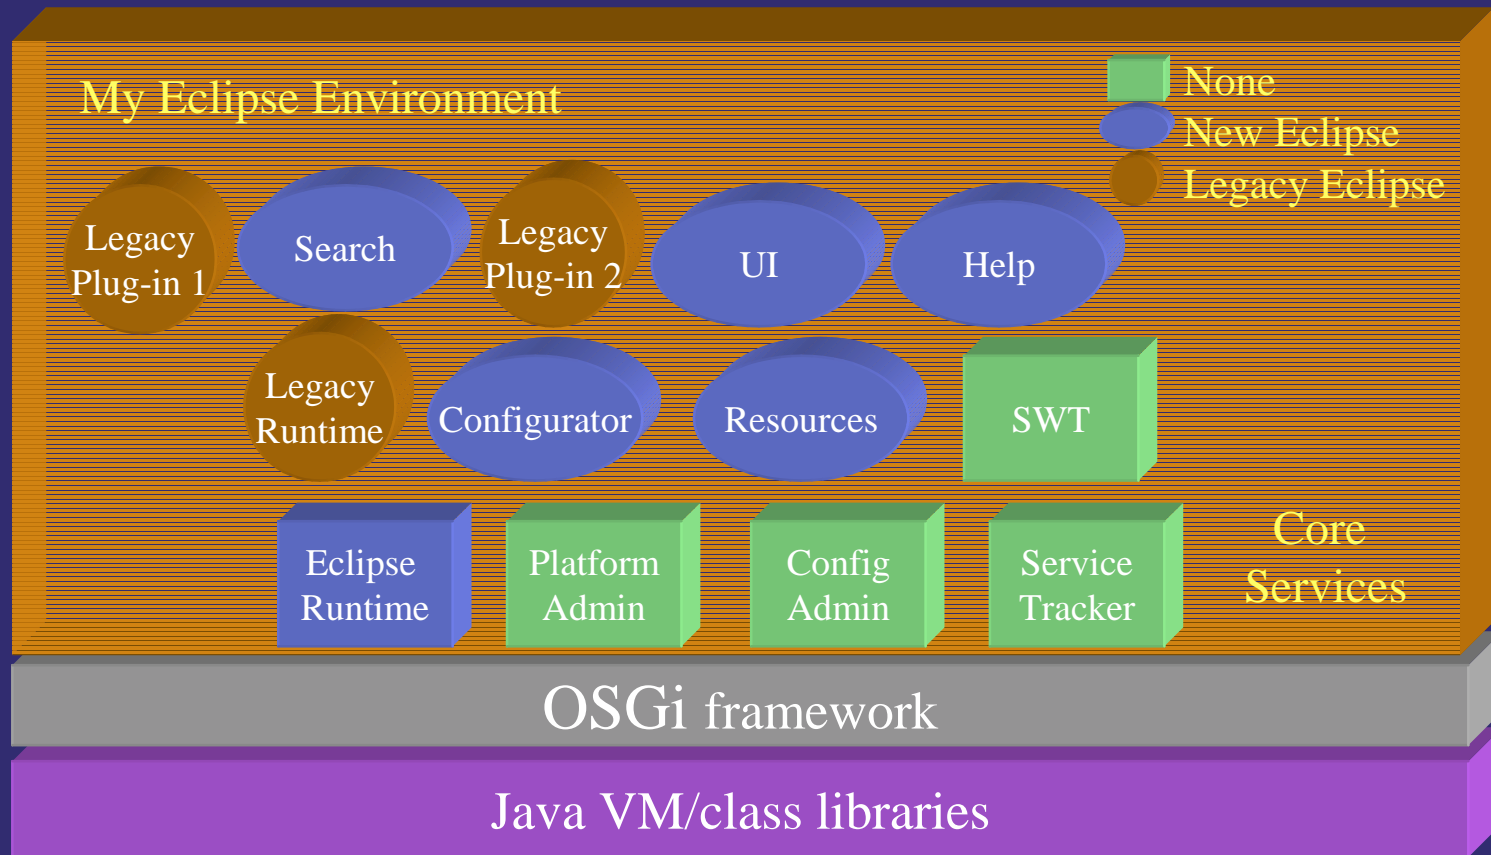 My Eclipse Environment
None
New Eclipse
Legacy Eclipse
Legacy
Plug-in 1
Search
Legacy
Plug-in 2
UI
Help
Legacy
Runtime
Configurator
Resources
SWT
Eclipse
Runtime
Platform
Admin
Config
Admin
Service
Tracker
Core
Services
OSGi framework
Java VM/class libraries